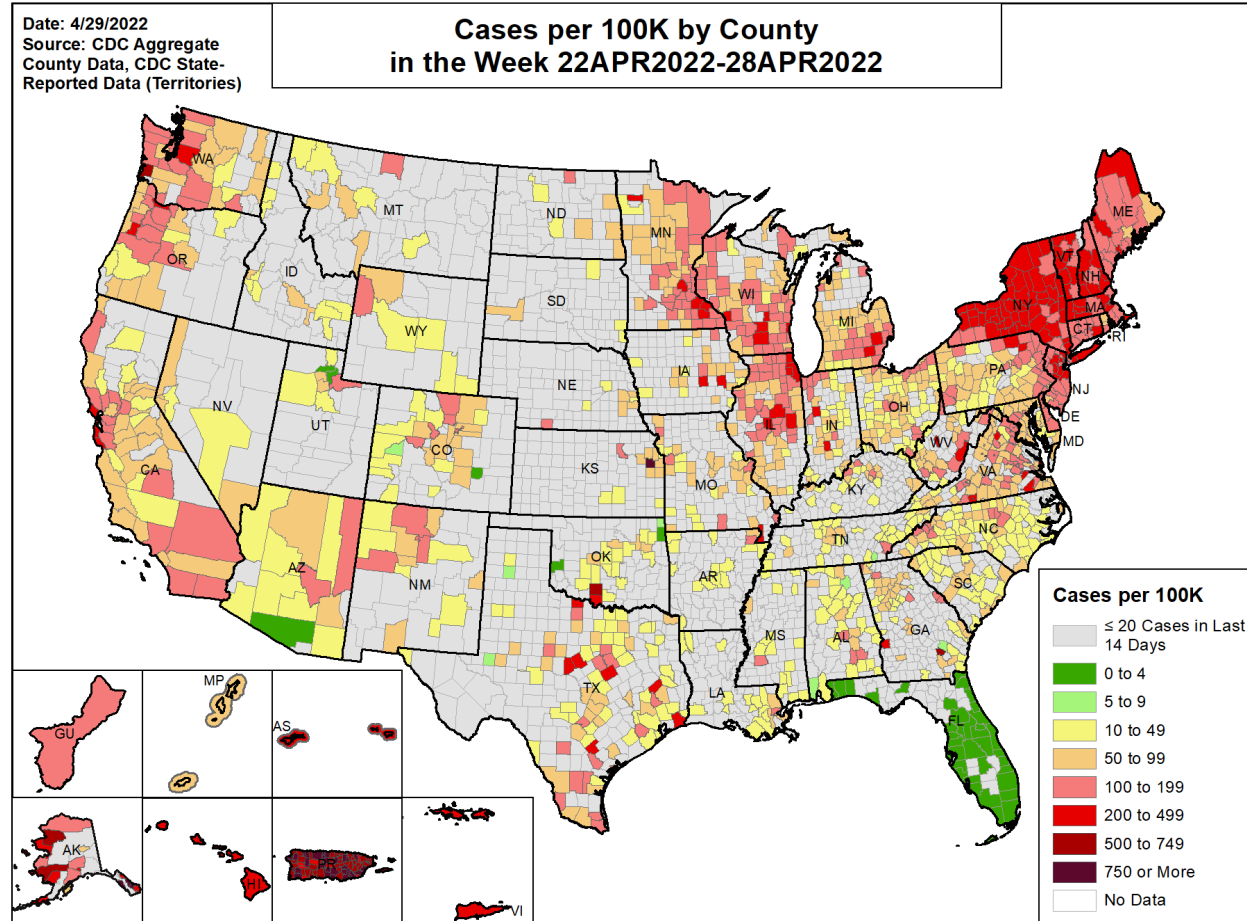 Date: 4/29/2022
Source: CDC Aggregate
County Data, CDC State-
Reported Data (Territories)
Cases per 100K by County
in the Week 22APR2022-28APR2022
WA
MT
ND
MN
ME
OR
ID
SD
WI
MI
VT
NH
NY
MA
CT
RI
WY
IA
PA
NJ
NV
UT
NE
IL
IN
OH
DE
MD
CA
CO
KS
MO
WV
VA
KY
AZ
NM
OK
AR
TN
NC
SC
MS
AL
GA
TX
LA
FL
GU
MP
AS
AK
HI
PR
VI
Cases per 100K
≤ 20 Cases in Last
14 Days
0 to 4
5 to 9
10 to 49
50 to 99
100 to 199
200 to 499
500 to 749
750 or More
No Data